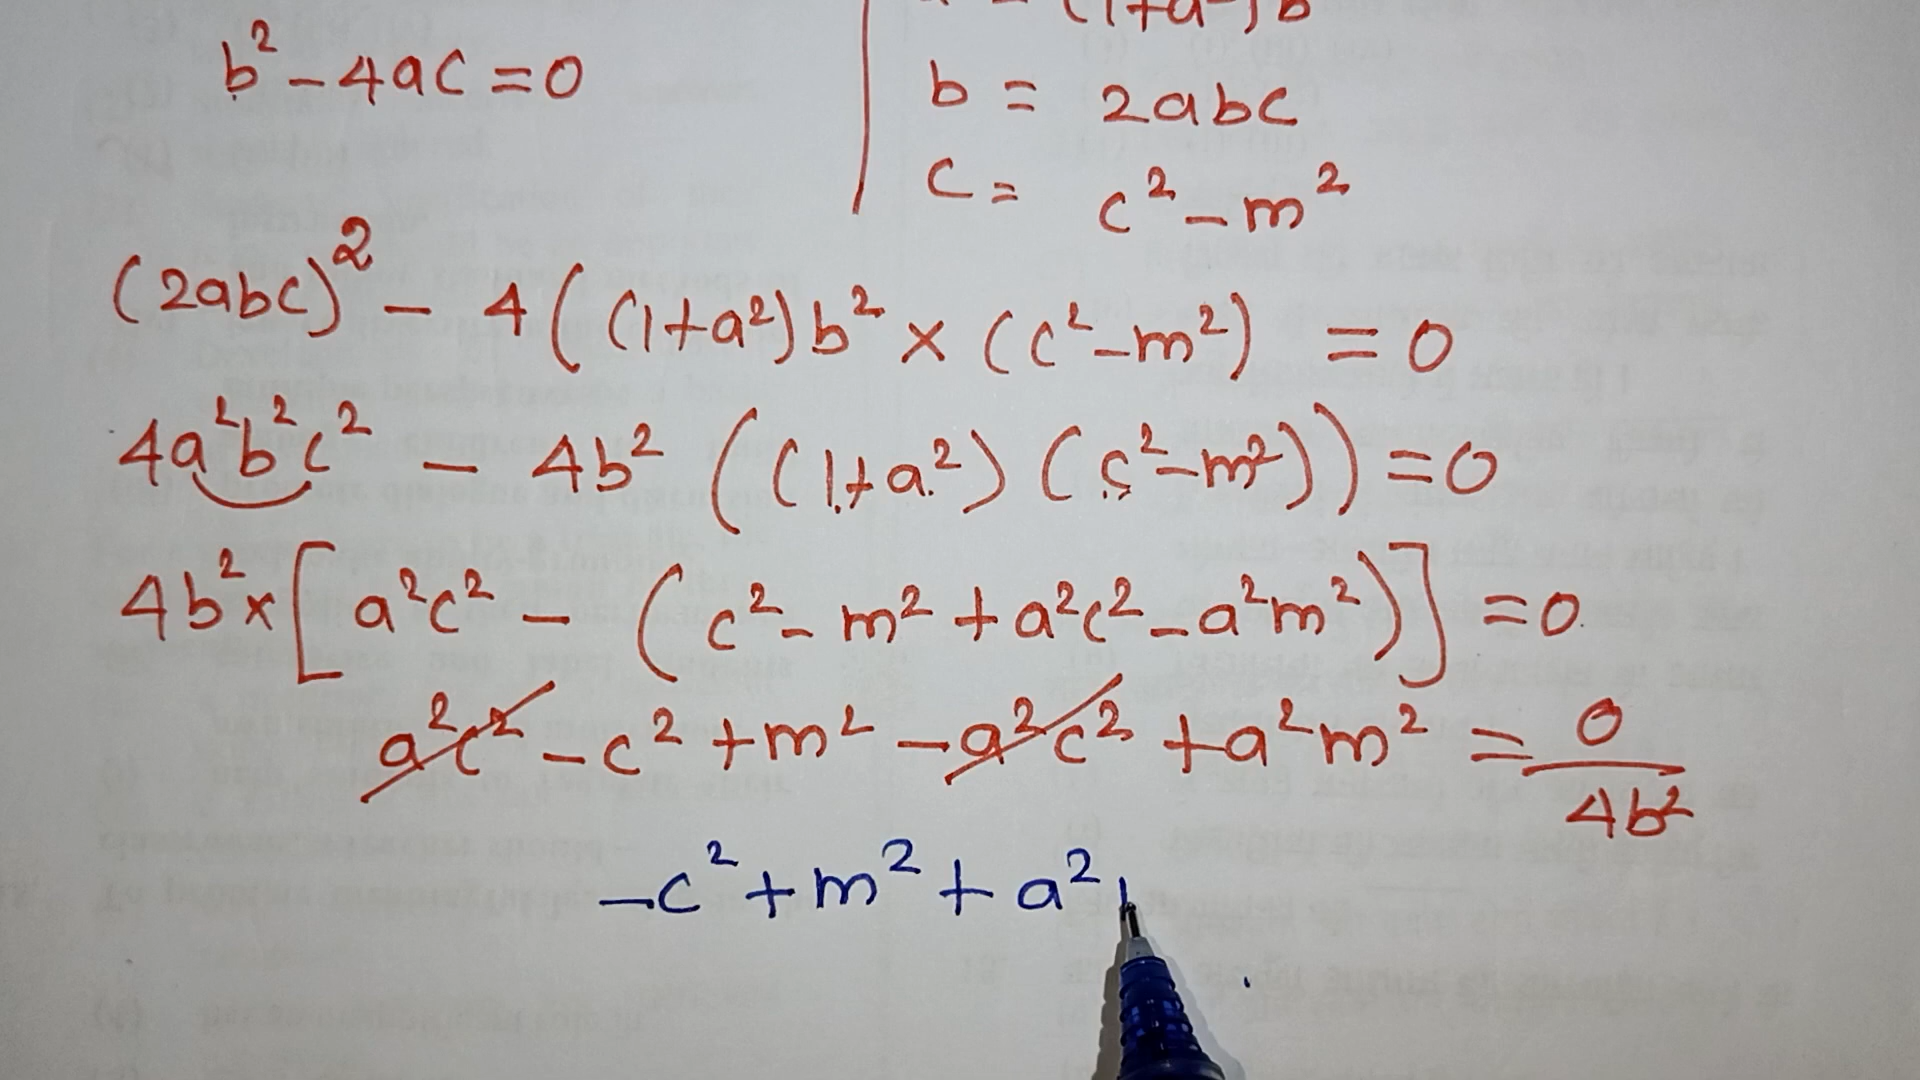 b² - 4ac = 0
b = 2abc
c = c² - m²
(2abc)² - 4((1+a²)b² × (c² - m²) = 0
4a²b²c² - 4b² ((1+a²)(c²-m²)) = 0
4b² × [a²c² - (c² - m² + a²c² - a²m²)] = 0
a²c² - c² + m² - a²c² + a²m² = 0/4b²
-c² + m² + a²